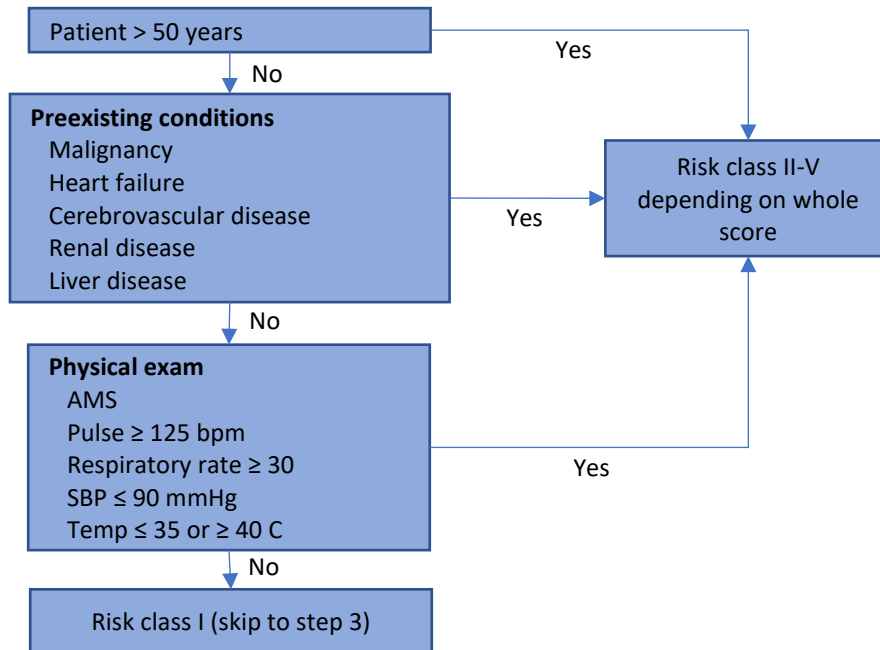 Patient > 50 years
Yes
No
Preexisting conditions
Malignancy
Heart failure
Cerebrovascular disease
Renal disease
Liver disease
Yes
Risk class II-V
depending on whole
score
No
Physical exam
AMS
Pulse ≥ 125 bpm
Respiratory rate ≥ 30
SBP ≤ 90 mmHg
Temp ≤ 35 or ≥ 40 C
Yes
No
Risk class I (skip to step 3)